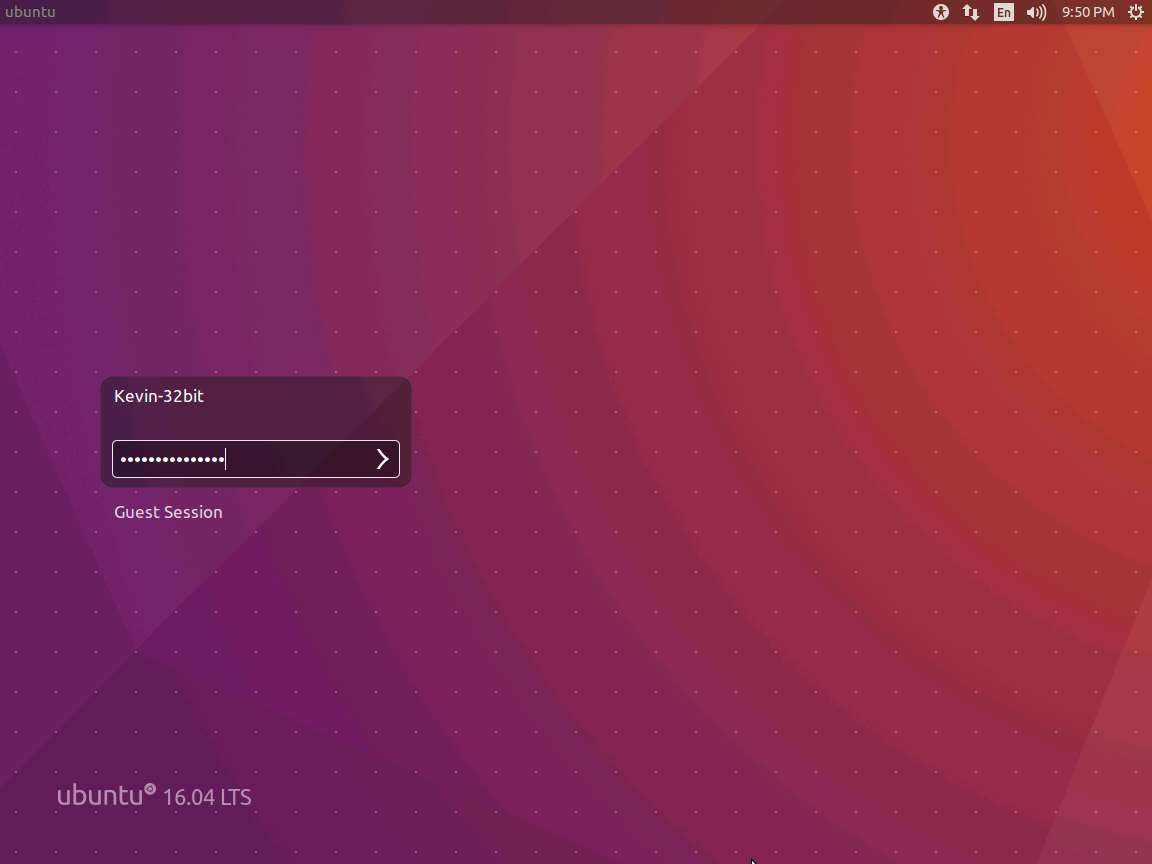 ubuntu En 9:50 PM
Kevin-32bit
Guest Session
ubuntu 16.04 LTS